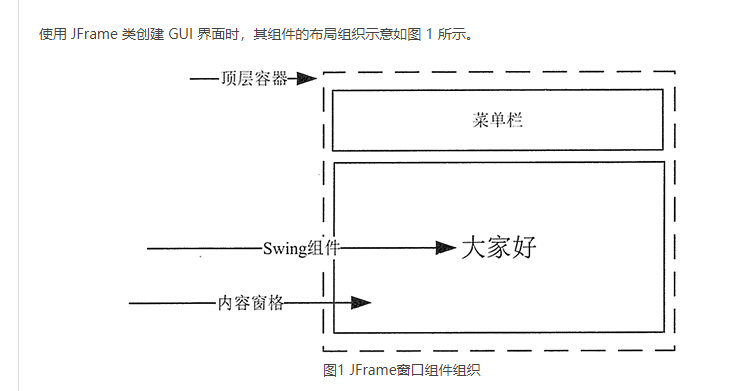 使用 JFrame 类创建 GUI 界面时，其组件的布局组织示意如图 1 所示。
顶层容器
菜单栏
Swing组件
大家好
内容窗格
图1 JFrame窗口组件组织